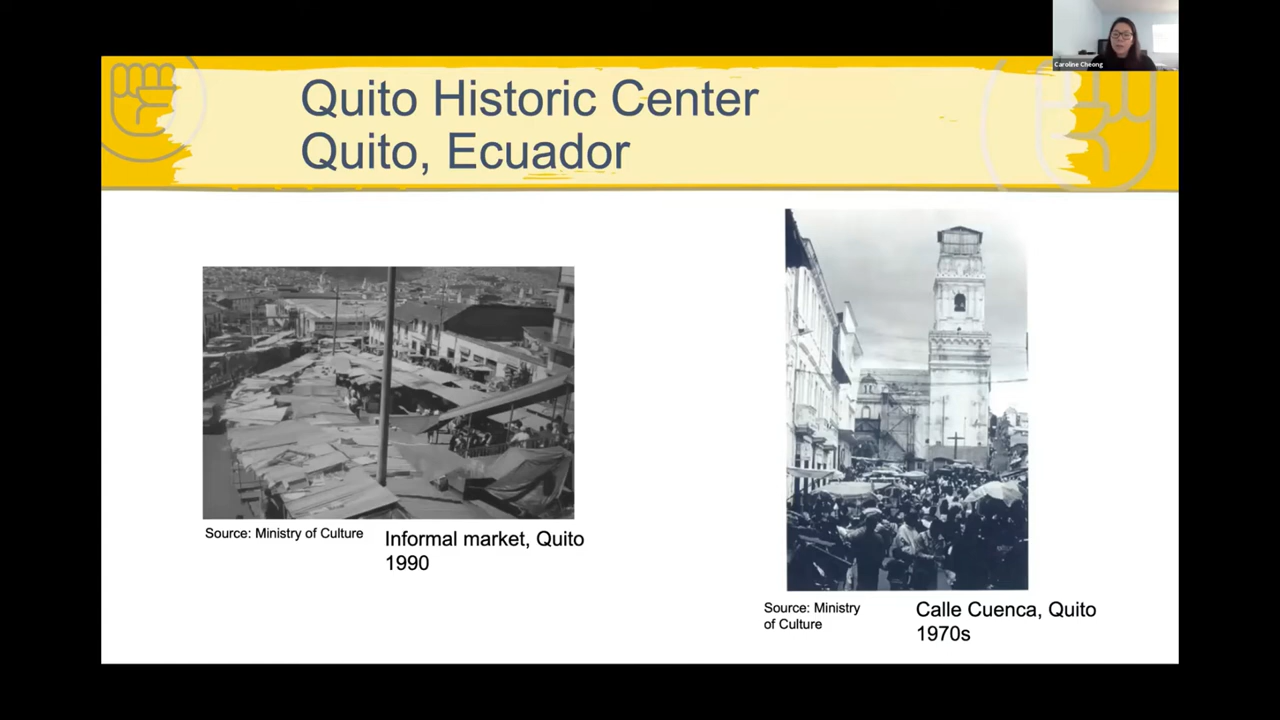 Caroline Cheong
Quito Historic Center
Quito, Ecuador
Source: Ministry of Culture
Informal market, Quito
1990
Source: Ministry
of Culture
Calle Cuenca, Quito
1970s